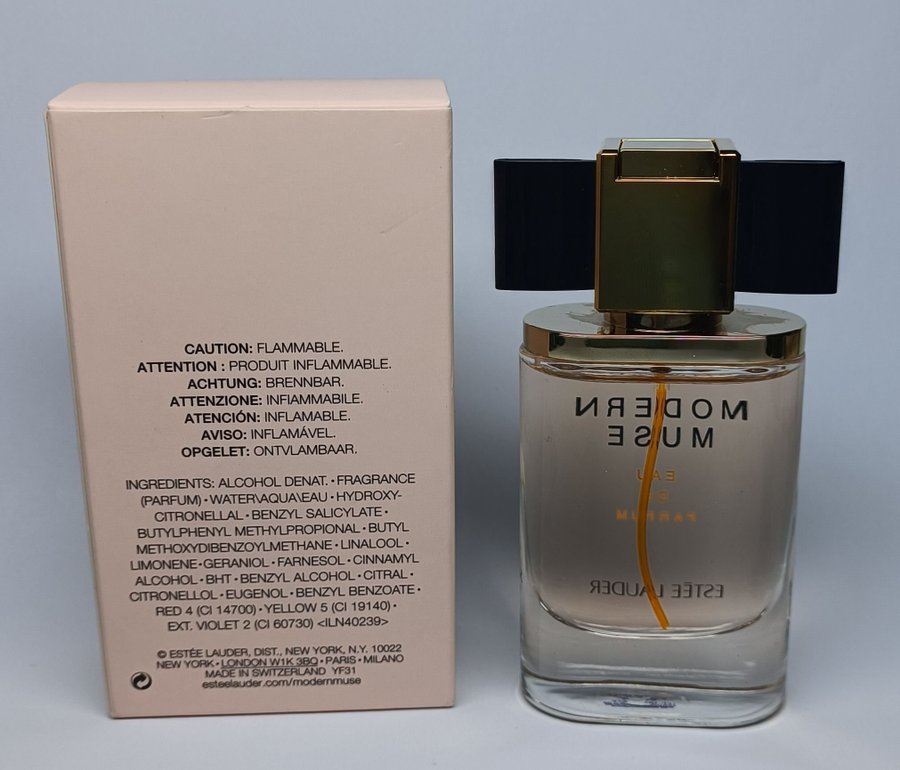 CAUTION: FLAMMABLE.
ATTENTION : PRODUIT INFLAMMABLE.
ACHTUNG: BRENNBAR.
ATTENZIONE: INFIAMMABILE.
ATENCIÓN: INFLAMABLE.
AVISO: INFLAMÁVEL.
OPGELET: ONTVLAMBAAR.
INGREDIENTS: ALCOHOL DENAT. • FRAGRANCE
(PARFUM) • WATER\AQUA\EAU • HYDROXY-
CITRONELLAL • BENZYL SALICYLATE •
BUTYLPHENYL METHYLPROPIONAL • BUTYL
METHOXYDIBENZOYLMETHANE • LINALOOL •
LIMONENE • GERANIOL • FARNESOL • CINNAMYL
ALCOHOL • BHT • BENZYL ALCOHOL • CITRAL •
CITRONELLOL • EUGENOL • BENZYL BENZOATE •
RED 4 (CI 14700) • YELLOW 5 (CI 19140) •
EXT. VIOLET 2 (CI 60730) <ILN40239>
© ESTÉE LAUDER, DIST., NEW YORK, N.Y. 10022
NEW YORK • LONDON W1K 3BQ • PARIS • MILANO
MADE IN SWITZERLAND YF31
esteelauder.com/modernmuse
MODERN
MUSE
EAU
DE
PARFUM
ESTÉE LAUDER